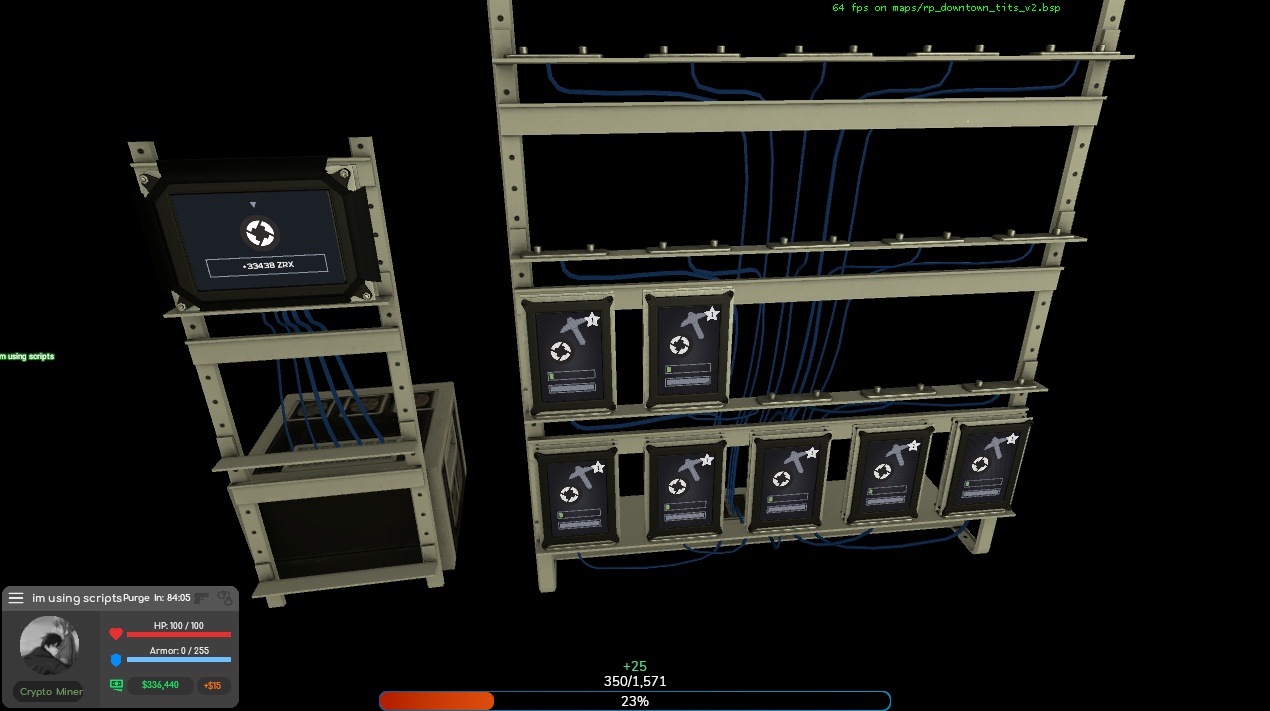 64 fps on maps/rp_downtown_tits_v2.bsp
+33438 ZRX
m using scripts
im using scripts
Purge In: 84:05
HP: 100 / 100
Armor: 0 / 255
Crypto Miner
$336,440
+$15
+25
350/1,571
23%